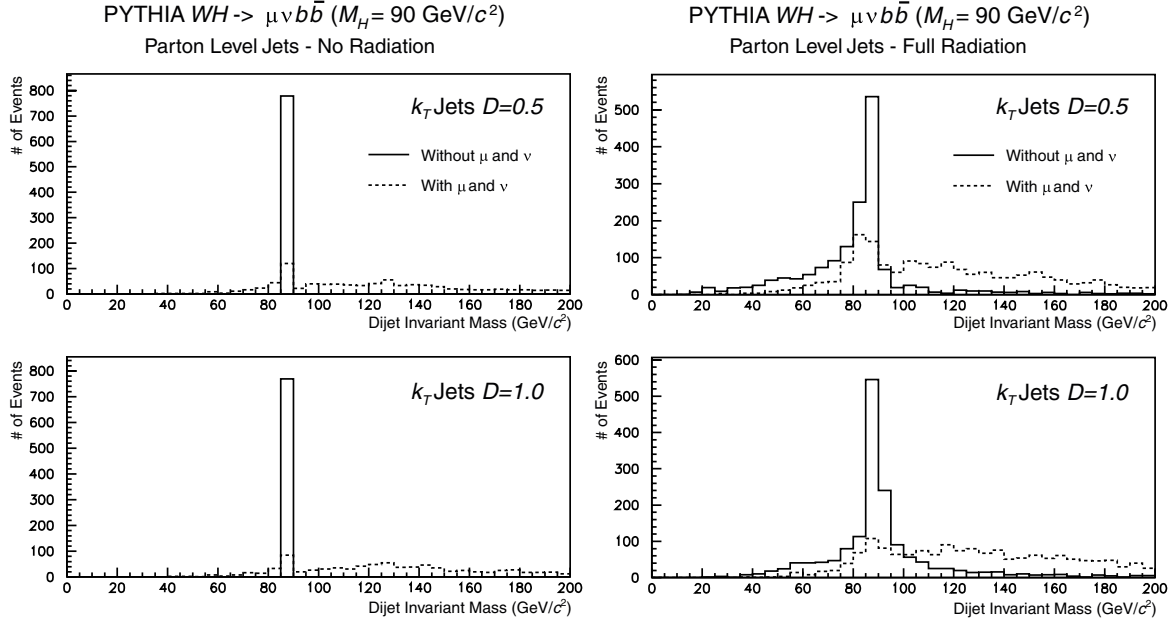 PYTHIA WH -> μνbb̄ (M_H = 90 GeV/c²)
Parton Level Jets - No Radiation
# of Events
800
700
600
500
400
300
200
100
0
k_T Jets D=0.5
Without μ and ν
With μ and ν
0 20 40 60 80 100 120 140 160 180 200
Dijet Invariant Mass (GeV/c²)
PYTHIA WH -> μνbb̄ (M_H = 90 GeV/c²)
Parton Level Jets - Full Radiation
# of Events
500
400
300
200
100
0
k_T Jets D=0.5
Without μ and ν
With μ and ν
0 20 40 60 80 100 120 140 160 180 200
Dijet Invariant Mass (GeV/c²)
# of Events
800
700
600
500
400
300
200
100
0
k_T Jets D=1.0
0 20 40 60 80 100 120 140 160 180 200
Dijet Invariant Mass (GeV/c²)
# of Events
600
500
400
300
200
100
0
k_T Jets D=1.0
0 20 40 60 80 100 120 140 160 180 200
Dijet Invariant Mass (GeV/c²)